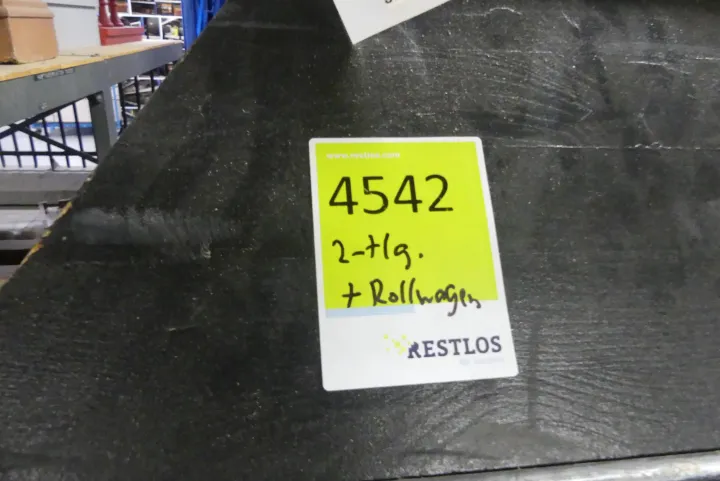 www.restlos.com
4542
2-tlg.
+ Rollwagen
RESTLOS